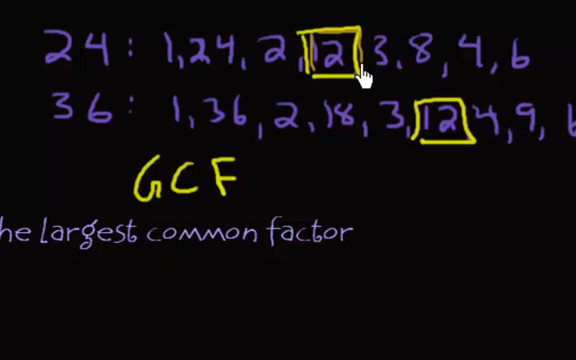 24: 1, 24, 2, 12, 3, 8, 4, 6
36: 1, 36, 2, 18, 3, 12 4, 9, 6
GCF
he largest common factor